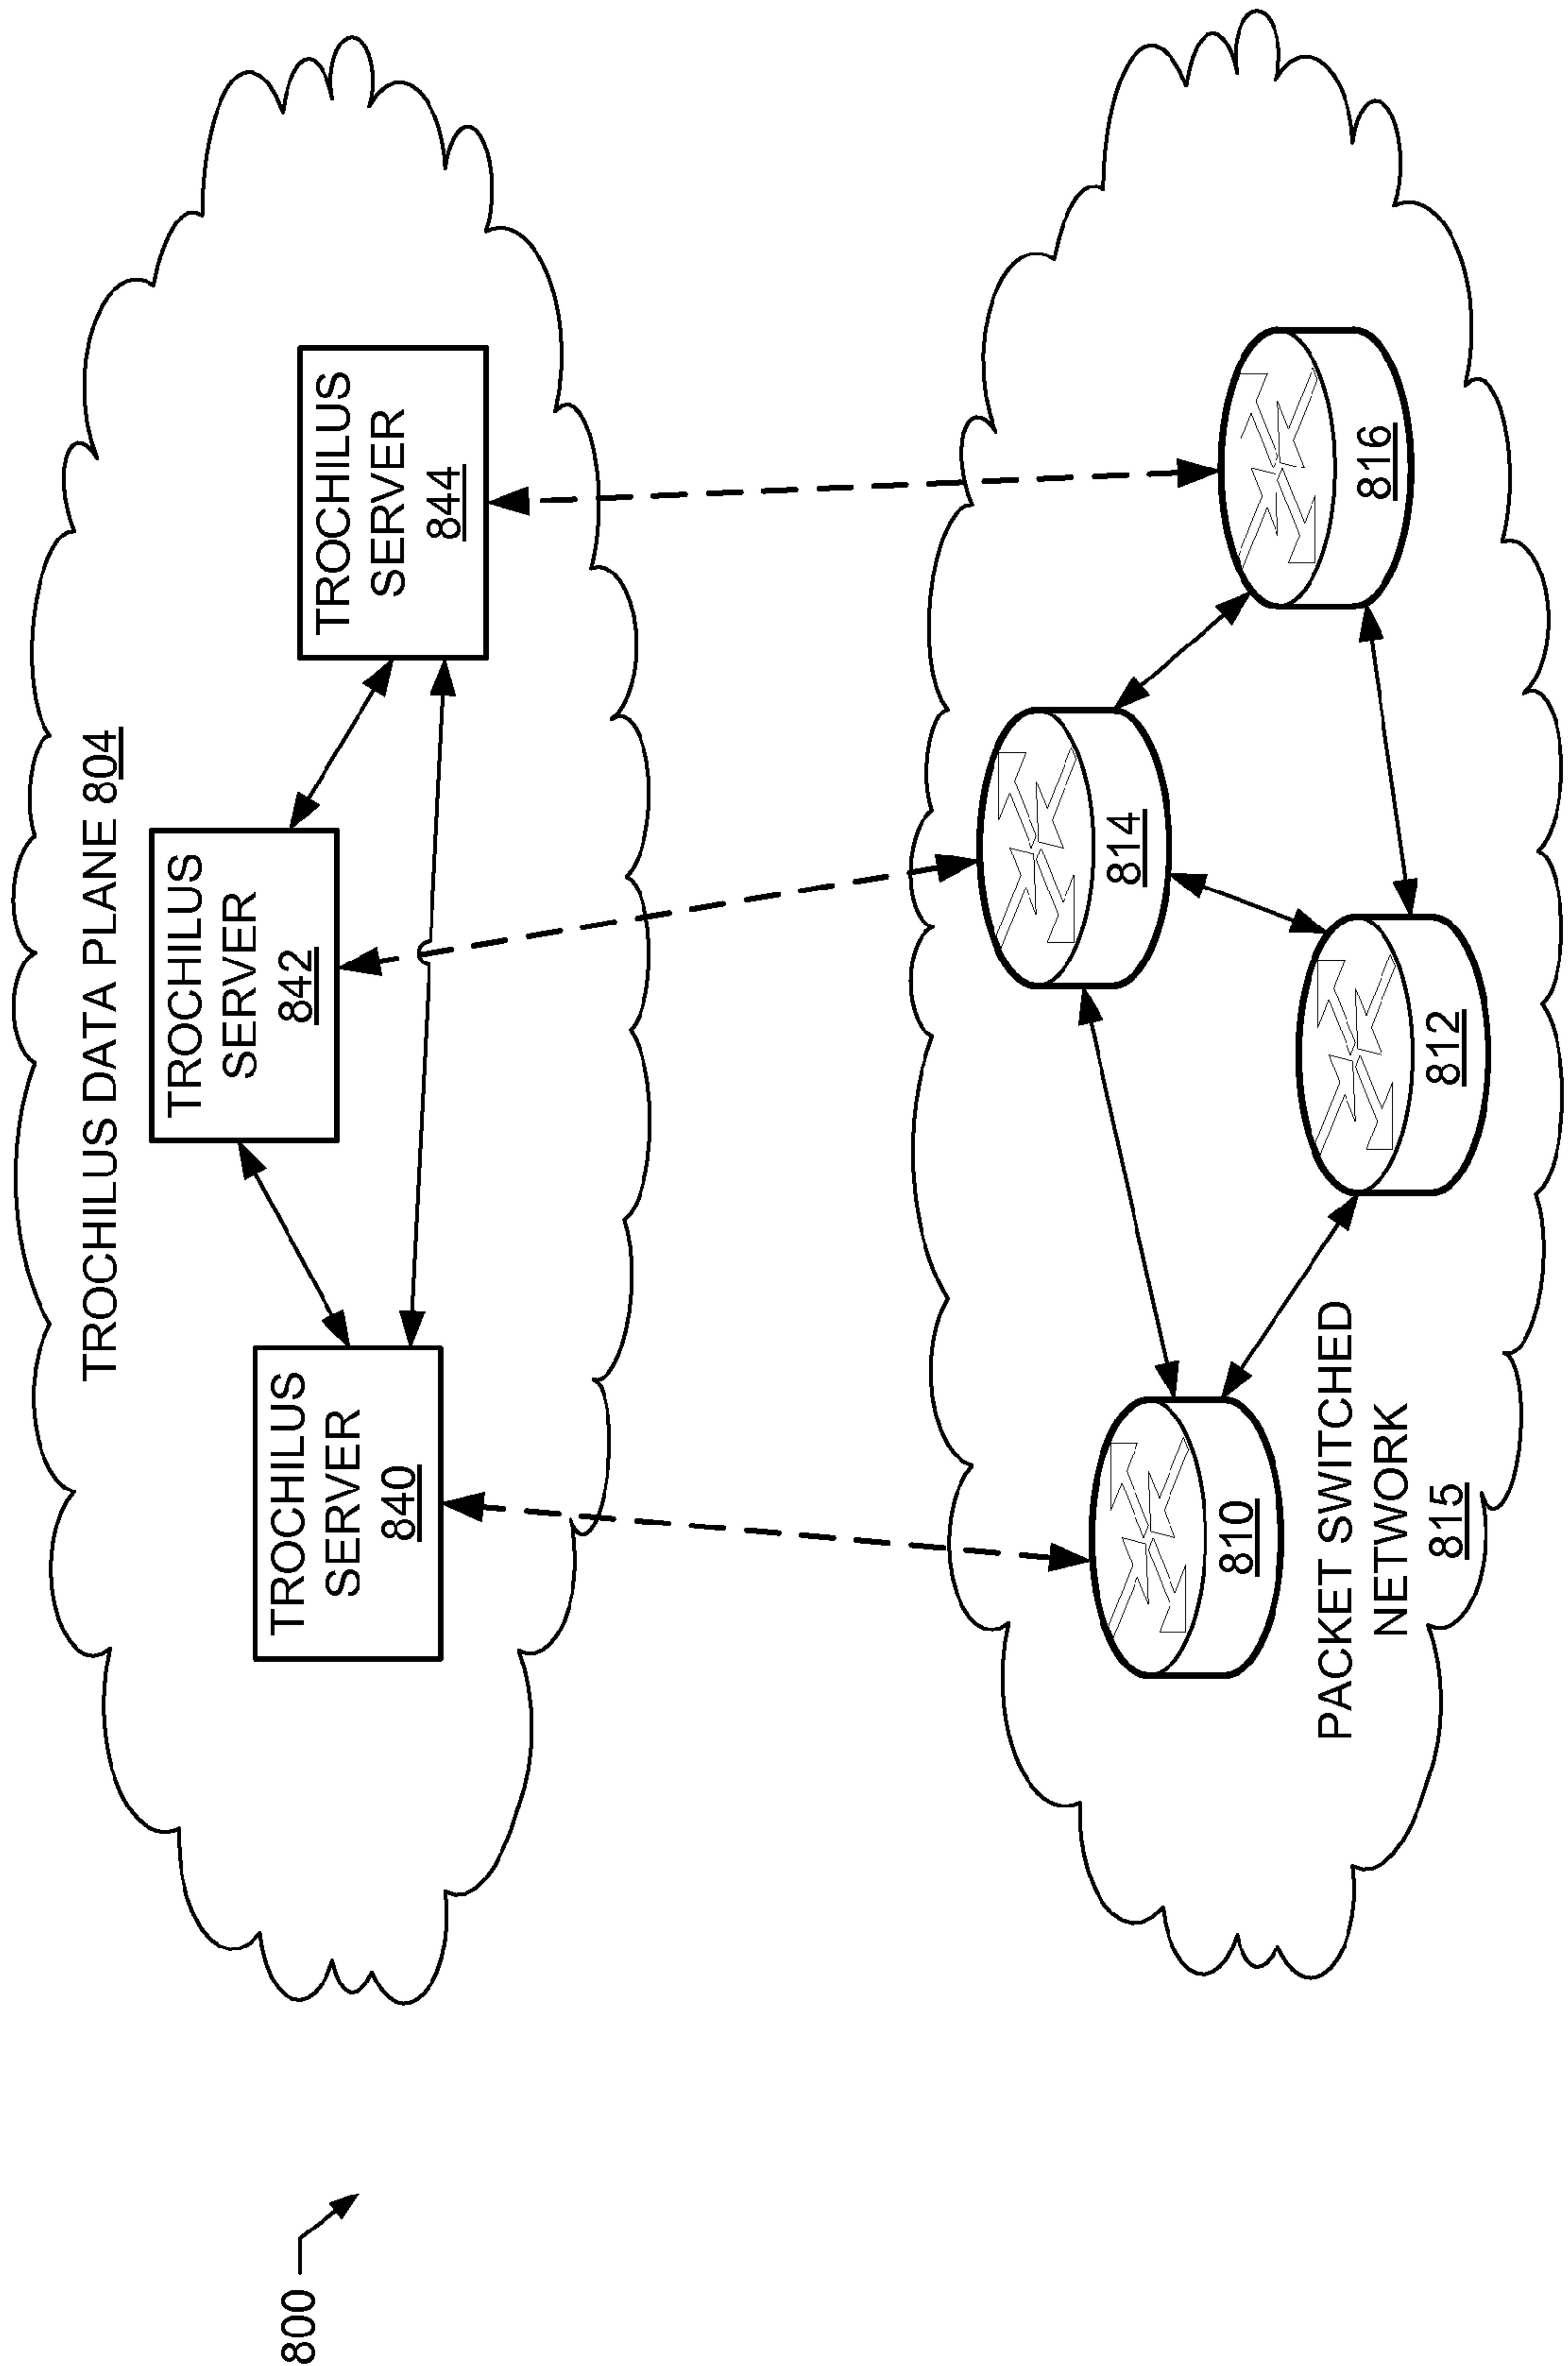 800
TROCHILUS DATA PLANE 804
TROCHILUS
SERVER
842
TROCHILUS
SERVER
840
TROCHILUS
SERVER
844
814
816
810
812
PACKET SWITCHED
NETWORK
815